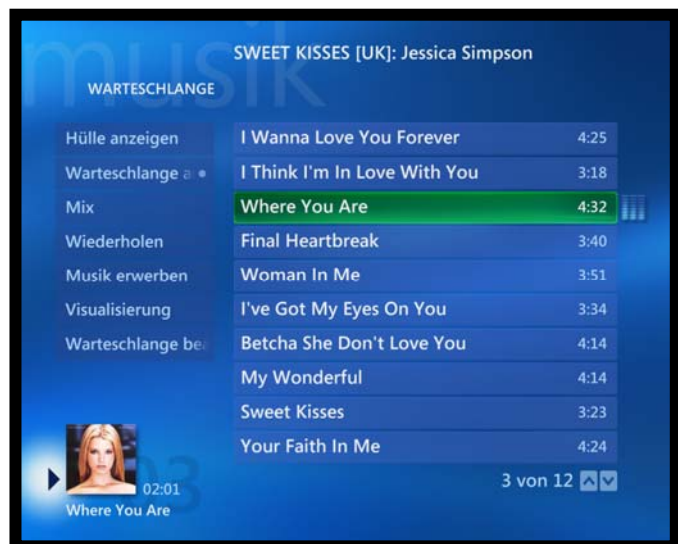 musik
SWEET KISSES [UK]: Jessica Simpson
WARTESCHLANGE
Hülle anzeigen
Warteschlange a
Mix
Wiederholen
Musik erwerben
Visualisierung
Warteschlange be
I Wanna Love You Forever 4:25
I Think I'm In Love With You 3:18
Where You Are 4:32
Final Heartbreak 3:40
Woman In Me 3:51
I've Got My Eyes On You 3:34
Betcha She Don't Love You 4:14
My Wonderful 4:14
Sweet Kisses 3:23
Your Faith In Me 4:24
3 von 12
03
02:01
Where You Are